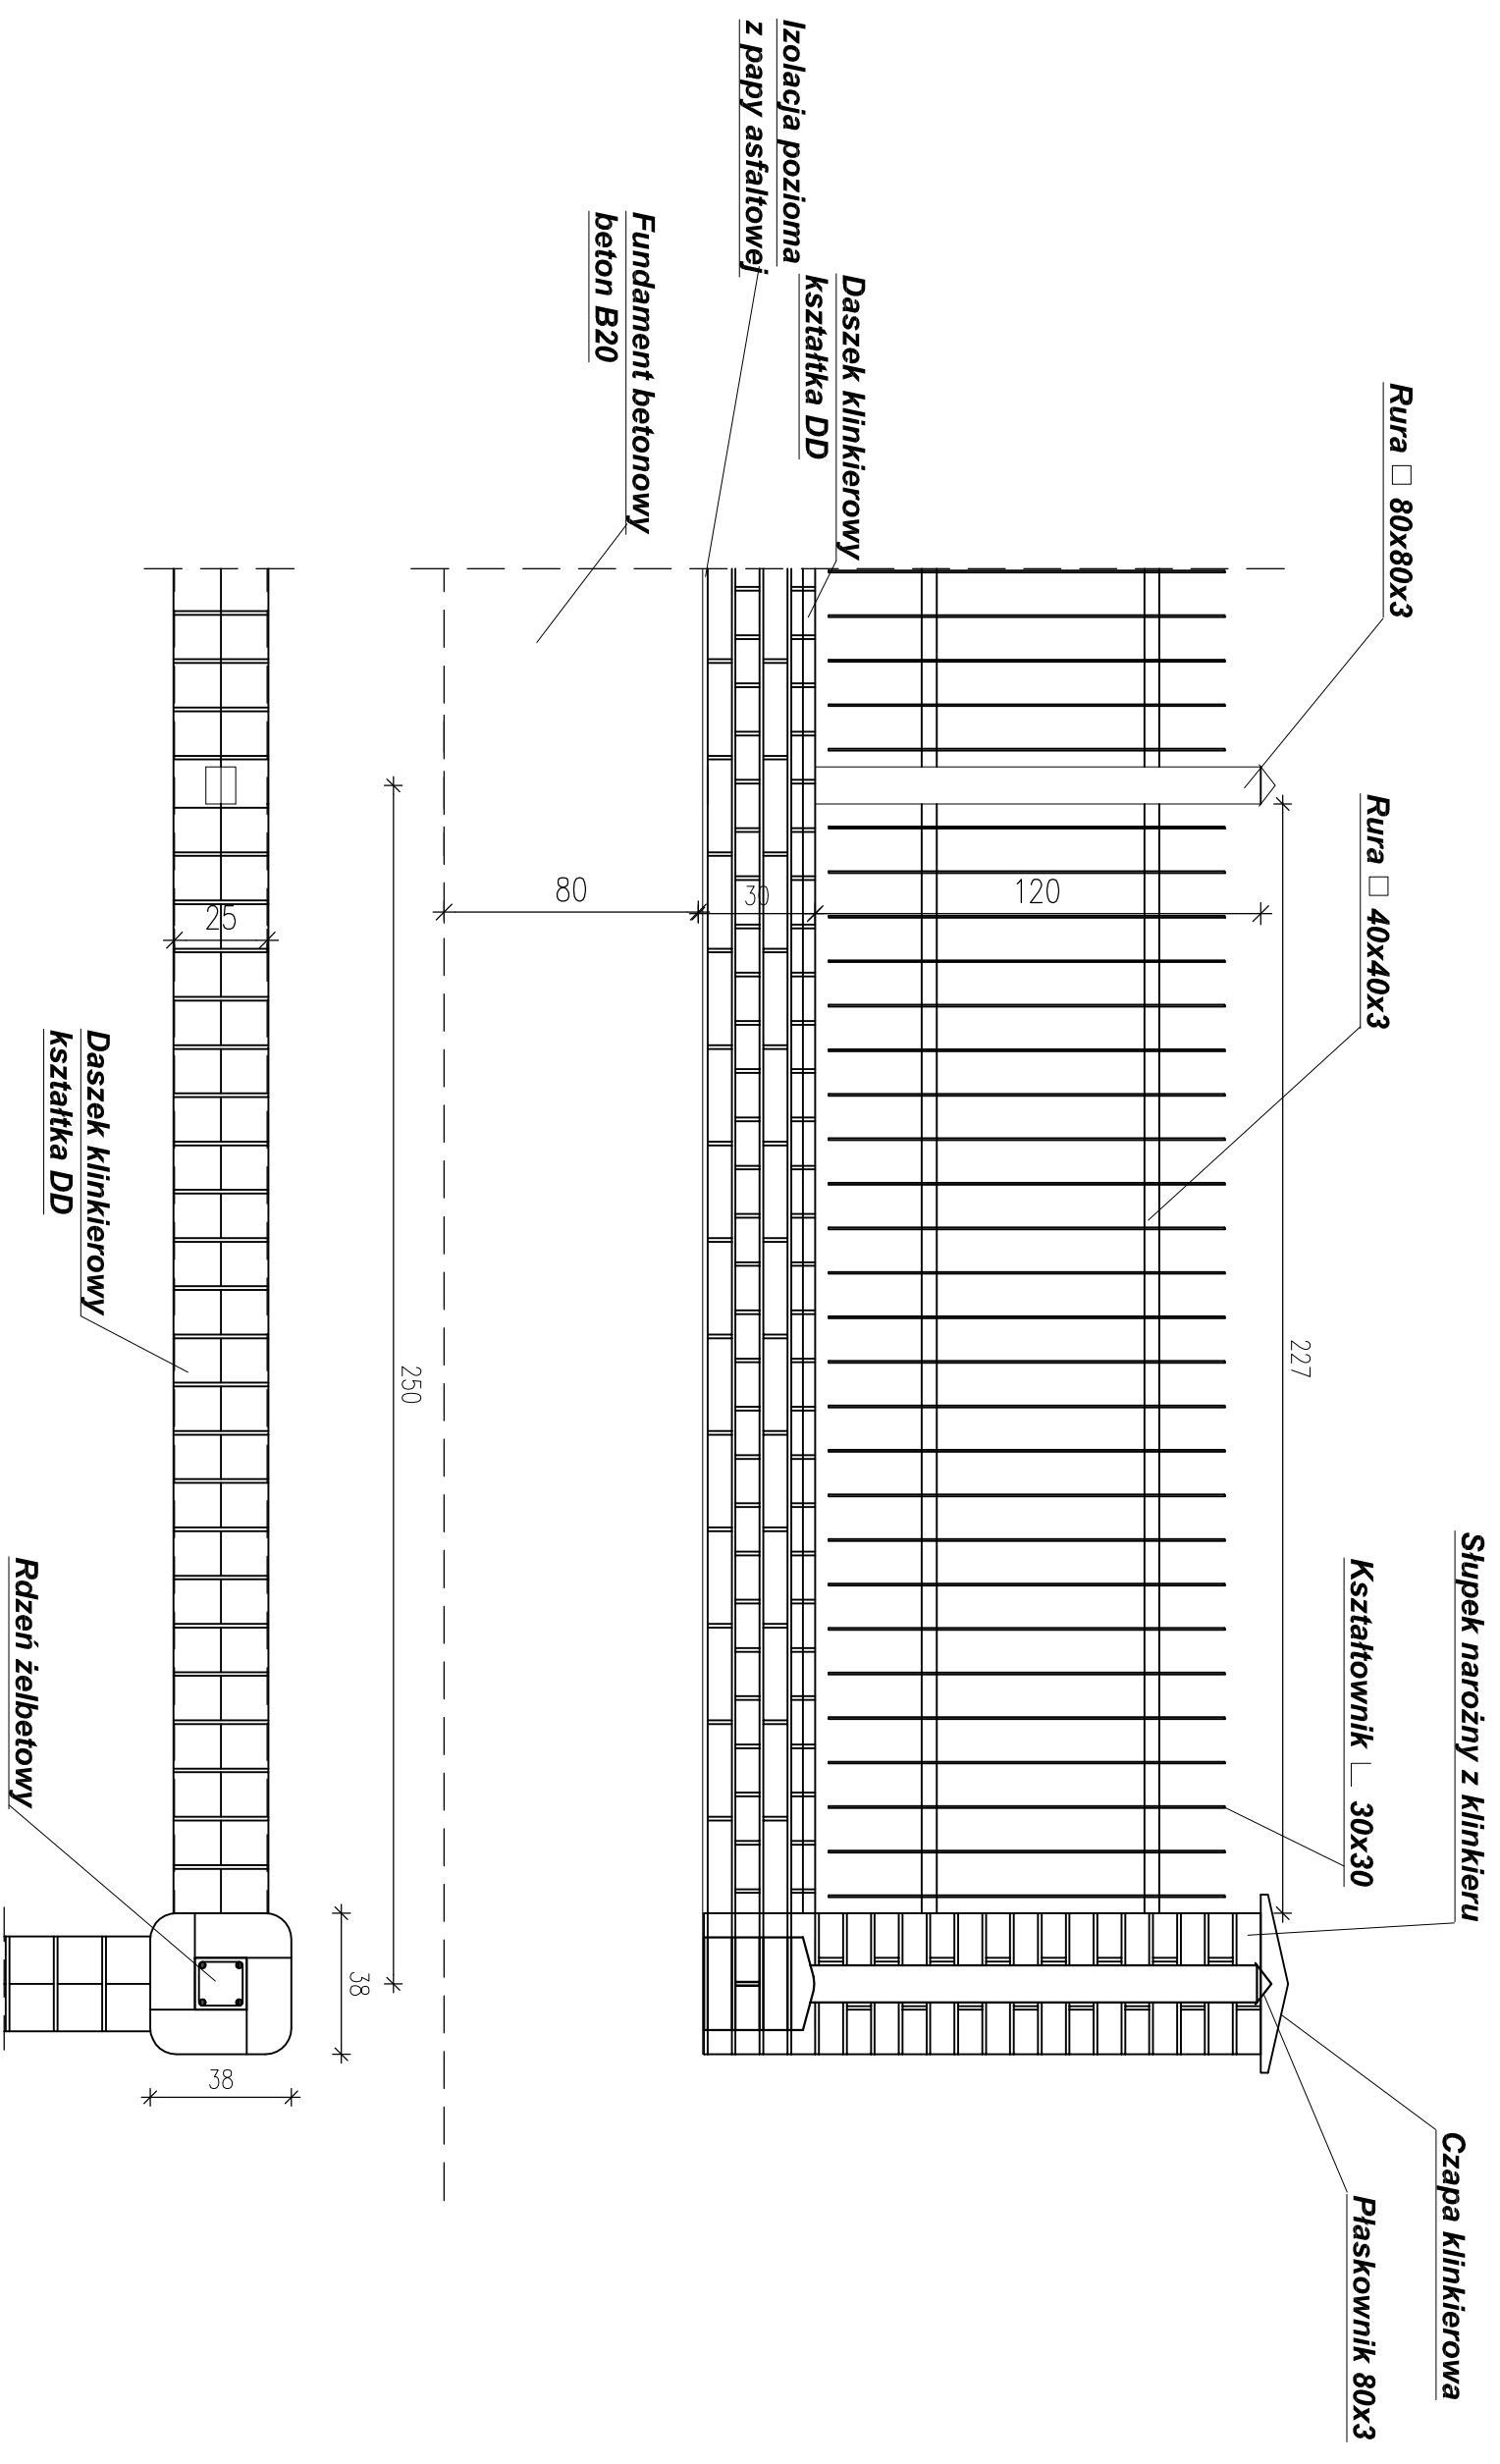 Słupek narożny z klinkieru
Czapa klinkierowa
Rura □ 80x80x3
Rura □ 40x40x3
Kształtownik ∟ 30x30
Płaskownik 80x3
227
Daszek klinkierowy
kształtka DD
Izolacja pozioma
z papy asfaltowej
120
30
80
Fundament betonowy
beton B20
250
38
25
38
Daszek klinkierowy
kształtka DD
Rdzeń żelbetowy